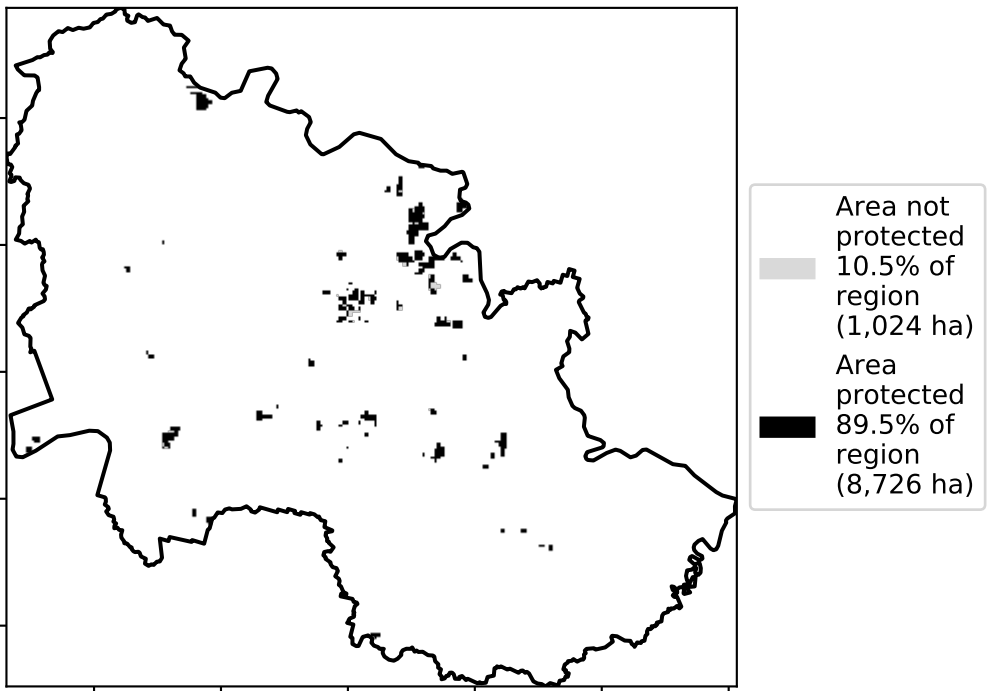 Area not
protected
10.5% of
region
(1,024 ha)
Area
protected
89.5% of
region
(8,726 ha)